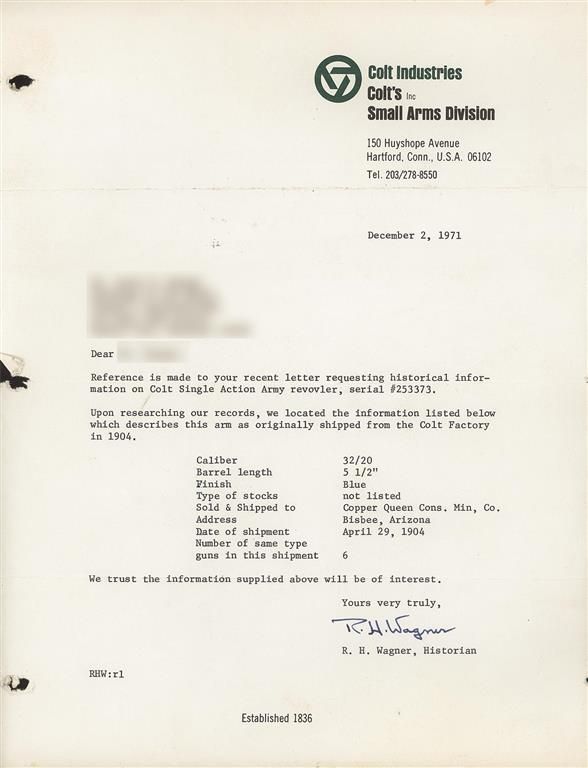 Colt Industries
Colt's Inc
Small Arms Division
150 Huyshope Avenue
Hartford, Conn., U.S.A. 06102
Tel. 203/278-8550
December 2, 1971
Dear
Reference is made to your recent letter requesting historical infor-
mation on Colt Single Action Army revovler, serial #253373.
Upon researching our records, we located the information listed below
which describes this arm as originally shipped from the Colt Factory
in 1904.
Caliber 32/20
Barrel length 5 1/2"
Finish Blue
Type of stocks not listed
Sold & Shipped to Copper Queen Cons. Min, Co.
Address Bisbee, Arizona
Date of shipment April 29, 1904
Number of same type
guns in this shipment 6
We trust the information supplied above will be of interest.
Yours very truly,
R.H.Wagner
R. H. Wagner, Historian
RHW:rl
Established 1836